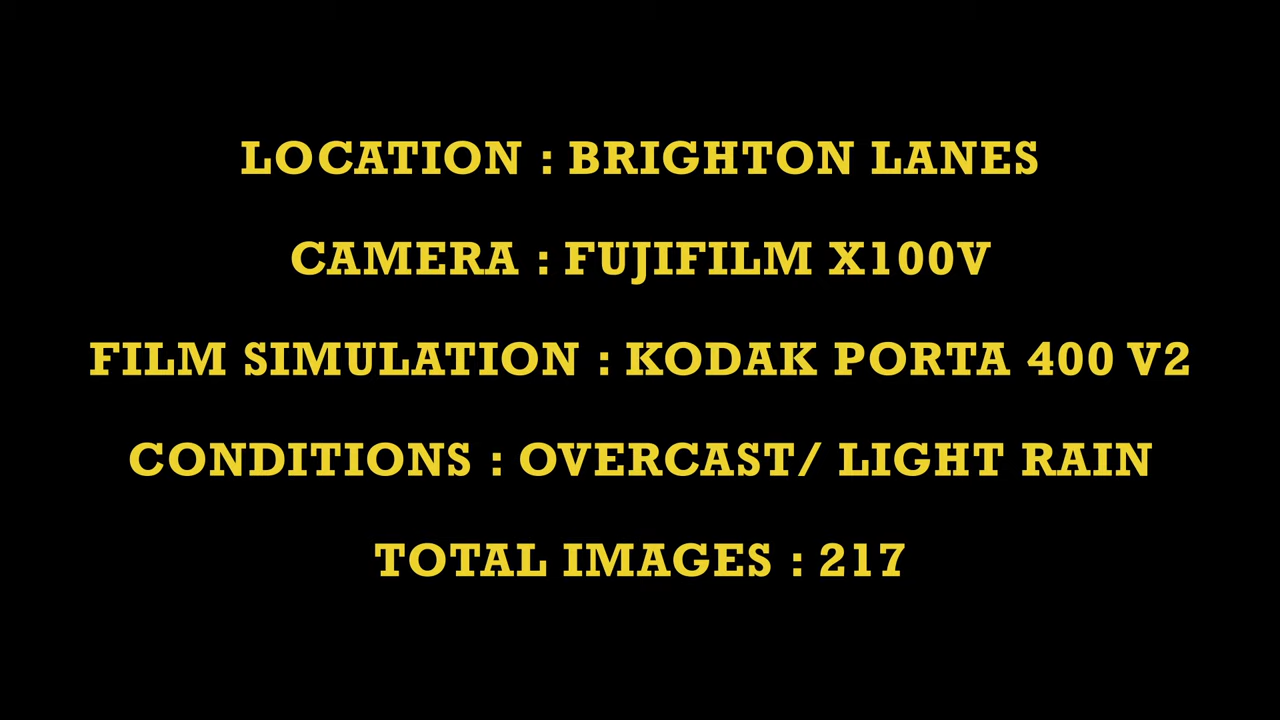 LOCATION : BRIGHTON LANES
CAMERA : FUJIFILM X100V
FILM SIMULATION : KODAK PORTA 400 V2
CONDITIONS : OVERCAST/ LIGHT RAIN
TOTAL IMAGES : 217